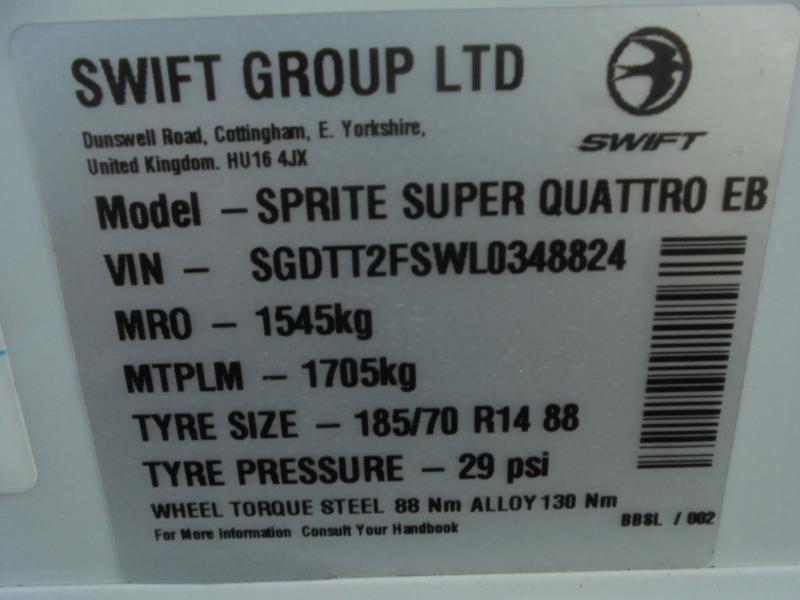 SWIFT GROUP LTD
SWIFT
Dunswell Road, Cottingham, E. Yorkshire,
United Kingdom. HU16 4JX
Model – SPRITE SUPER QUATTRO EB
VIN – SGDTT2FSWL0348824
MRO – 1545kg
MTPLM – 1705kg
TYRE SIZE – 185/70 R14 88
TYRE PRESSURE – 29 psi
WHEEL TORQUE STEEL 88 Nm ALLOY 130 Nm
For More Information Consult Your Handbook
BBSL / 002